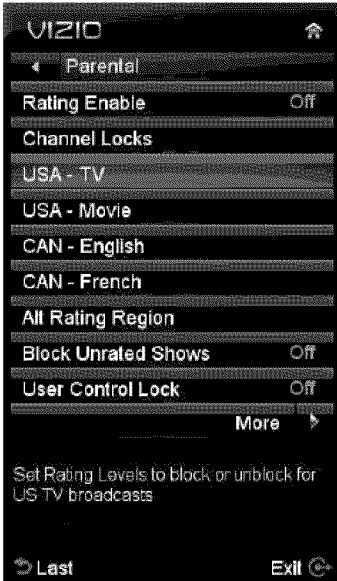 VIZIO
Parental
Rating Enable Off
Channel Locks
USA - TV
USA - Movie
CAN - English
CAN - French
Alt Rating Region
Block Unrated Shows Off
User Control Lock Off
More
Set Rating Levels to block or unblock for
US TV broadcasts
Last Exit